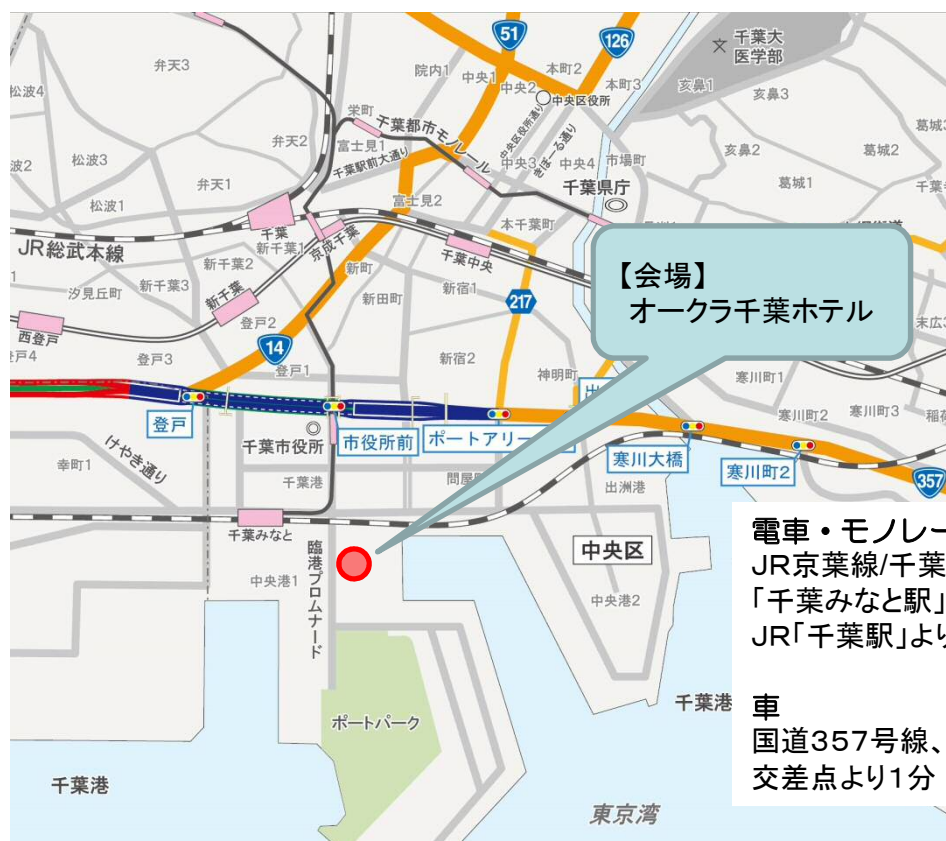 51
126
千葉大
医学部
弁天3
院内1
中央1
中央2
本町2
本町3
中央区役所
亥鼻1
亥鼻3
松波4
栄町
千葉都市モノレール
中央区役所通り
きぼーる通り
葛城3
弁天2
富士見1
千葉駅前大通り
中央3
中央4
市場町
亥鼻2
葛城2
松波3
弁天1
千葉県庁
葛城1
松波1
富士見2
本千葉町
千葉
JR総武本線
新千葉1
京成千葉
千葉中央
新千葉2
新町
【会場】
オークラ千葉ホテル
汐見丘町
新千葉3
新千葉
新田町
新宿1
217
西登戸
登戸2
14
登戸3
登戸1
新宿2
神明町
寒川町1
登戸
千葉市役所
市役所前
ポートアリー
寒川大橋
寒川町2
寒川町2
寒川町3
357
けやき通り
幸町1
千葉港
問屋
出洲港
千葉みなと
臨港プロムナード
中央港1
中央区
中央港2
電車・モノレー
JR京葉線/千葉
「千葉みなと駅」
JR「千葉駅」より
千葉港
車
国道357号線、
交差点より1分
ポートパーク
千葉港
東京湾